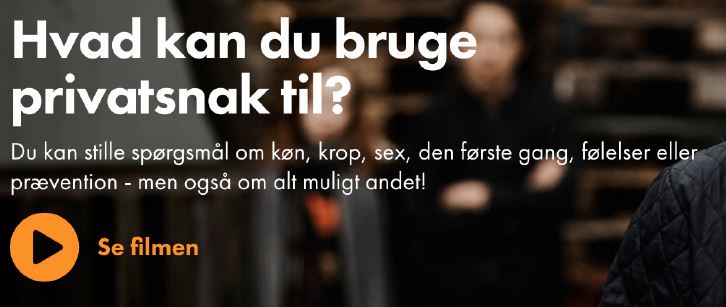 Hvad kan du bruge
privatsnak til?
Du kan stille spørgsmål om køn, krop, sex, den første gang, følelser eller
prævention - men også om alt muligt andet!
Se filmen